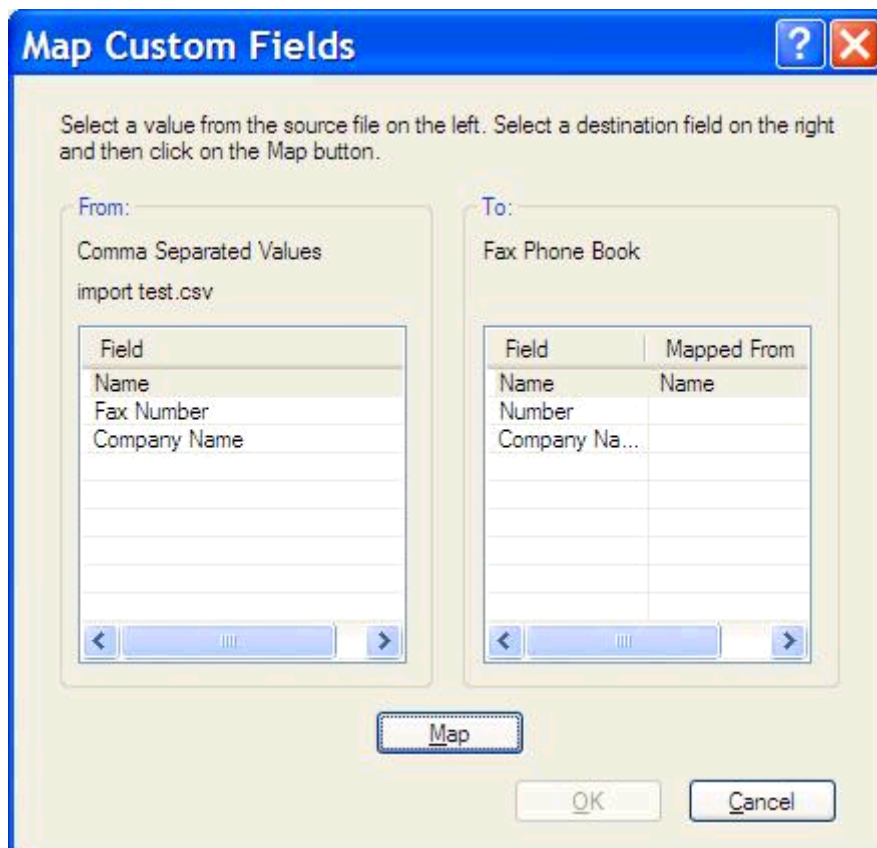 Map Custom Fields
Select a value from the source file on the left. Select a destination field on the right
and then click on the Map button.
From:
Comma Separated Values
import test.csv
Field
Name
Fax Number
Company Name
To:
Fax Phone Book
Field Mapped From
Name Name
Number
Company Na...
Map
OK Cancel